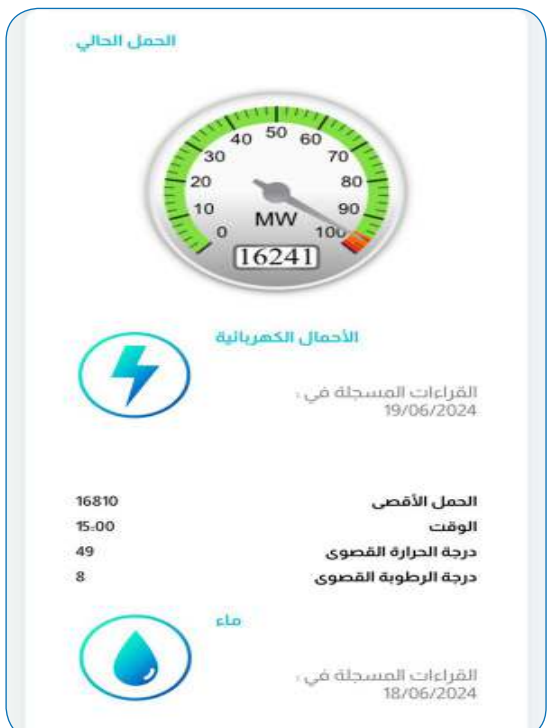 الحمل الحالي
0
10
20
30
40
50
60
70
80
90
100
MW
16241
الأحمال الكهربائية
القراءات المسجلة في :
19/06/2024
الحمل الأقصى 16810
الوقت 15:00
درجة الحرارة القصوى 49
درجة الرطوبة القصوى 8
ماء
القراءات المسجلة في :
18/06/2024